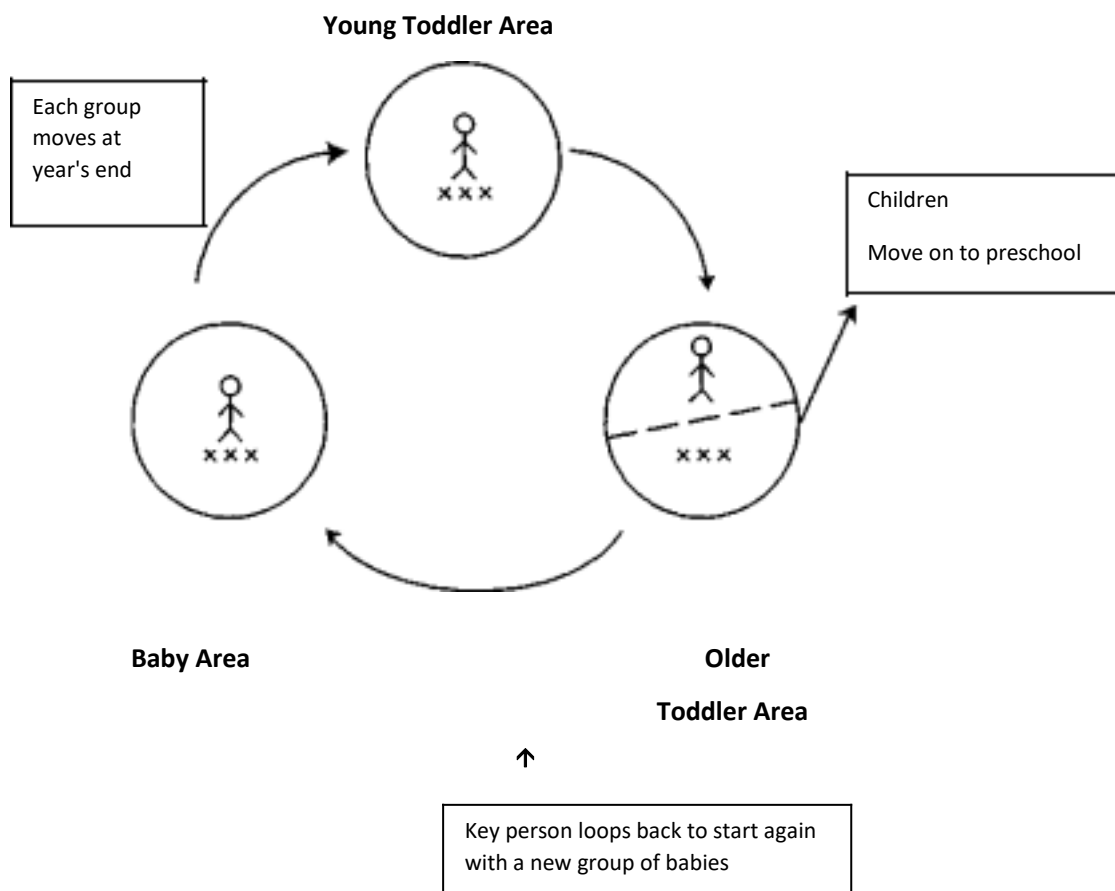 Young Toddler Area
Each group
moves at
year's end
Children
Move on to preschool
Baby Area
Older
Toddler Area
Key person loops back to start again
with a new group of babies